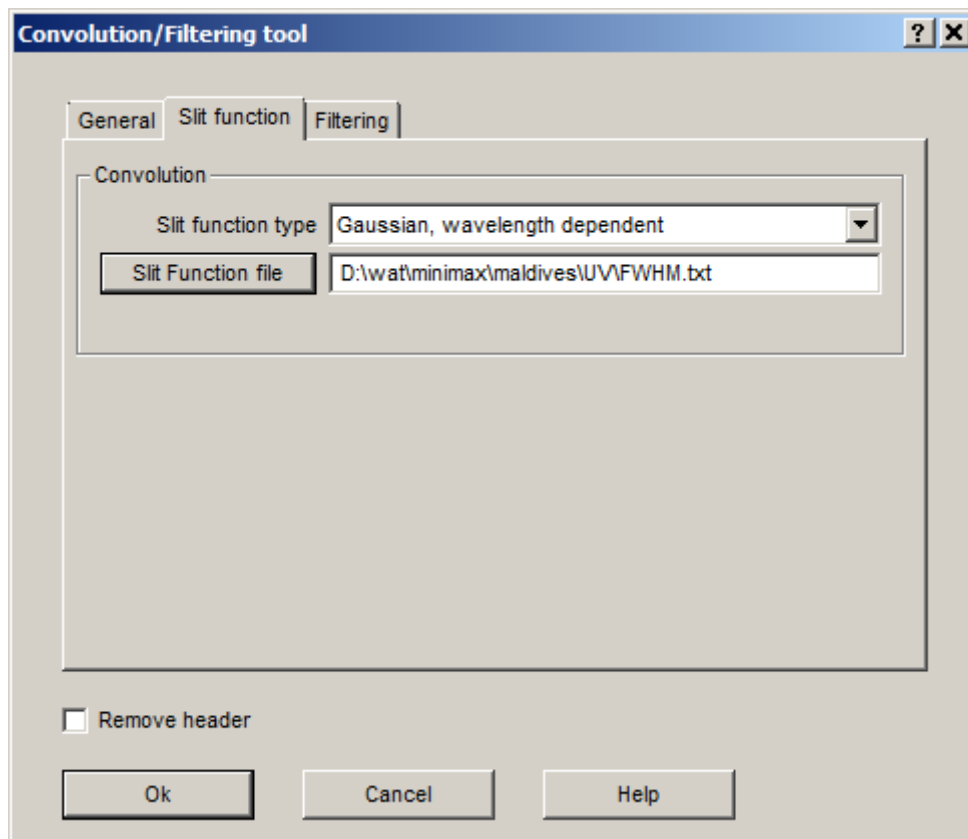 Convolution/Filtering tool
General Slit function Filtering
Convolution
Slit function type Gaussian, wavelength dependent
Slit Function file D:\wat\minimax\maldives\UV\FWHM.txt
Remove header
Ok Cancel Help